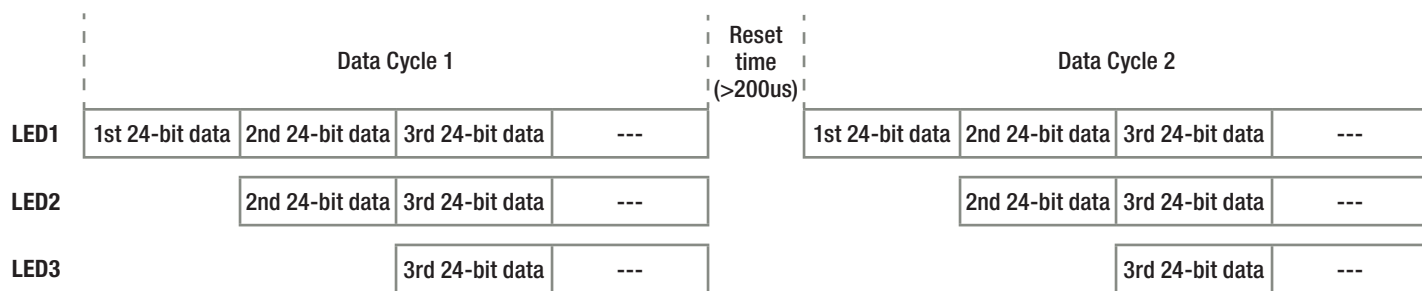 Data Cycle 1
Reset
time
(>200us)
Data Cycle 2
LED1 1st 24-bit data 2nd 24-bit data 3rd 24-bit data --- 1st 24-bit data 2nd 24-bit data 3rd 24-bit data ---
LED2 2nd 24-bit data 3rd 24-bit data --- 2nd 24-bit data 3rd 24-bit data ---
LED3 3rd 24-bit data --- 3rd 24-bit data ---